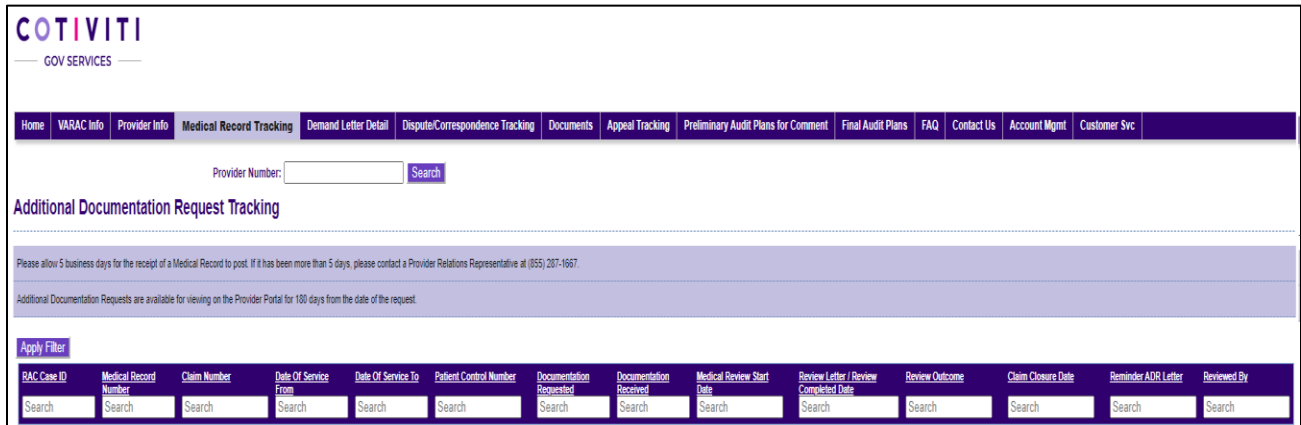 COTIVITI
GOV SERVICES
Home VARAC Info Provider Info Medical Record Tracking Demand Letter Detail Dispute/Correspondence Tracking Documents Appeal Tracking Preliminary Audit Plans for Comment Final Audit Plans FAQ Contact Us Account Mgmt Customer Svc
Provider Number: Search
Additional Documentation Request Tracking
Please allow 5 business days for the receipt of a Medical Record to post. If it has been more than 5 days, please contact a Provider Relations Representative at (855) 287-1667.
Additional Documentation Requests are available for viewing on the Provider Portal for 180 days from the date of the request.
Apply Filter
RAC Case ID Medical Record Number Claim Number Date Of Service From Date Of Service To Patient Control Number Documentation Requested Documentation Received Medical Review Start Date Review Letter / Review Completed Date Review Outcome Claim Closure Date Reminder ADR Letter Reviewed By
Search Search Search Search Search Search Search Search Search Search Search Search Search Search